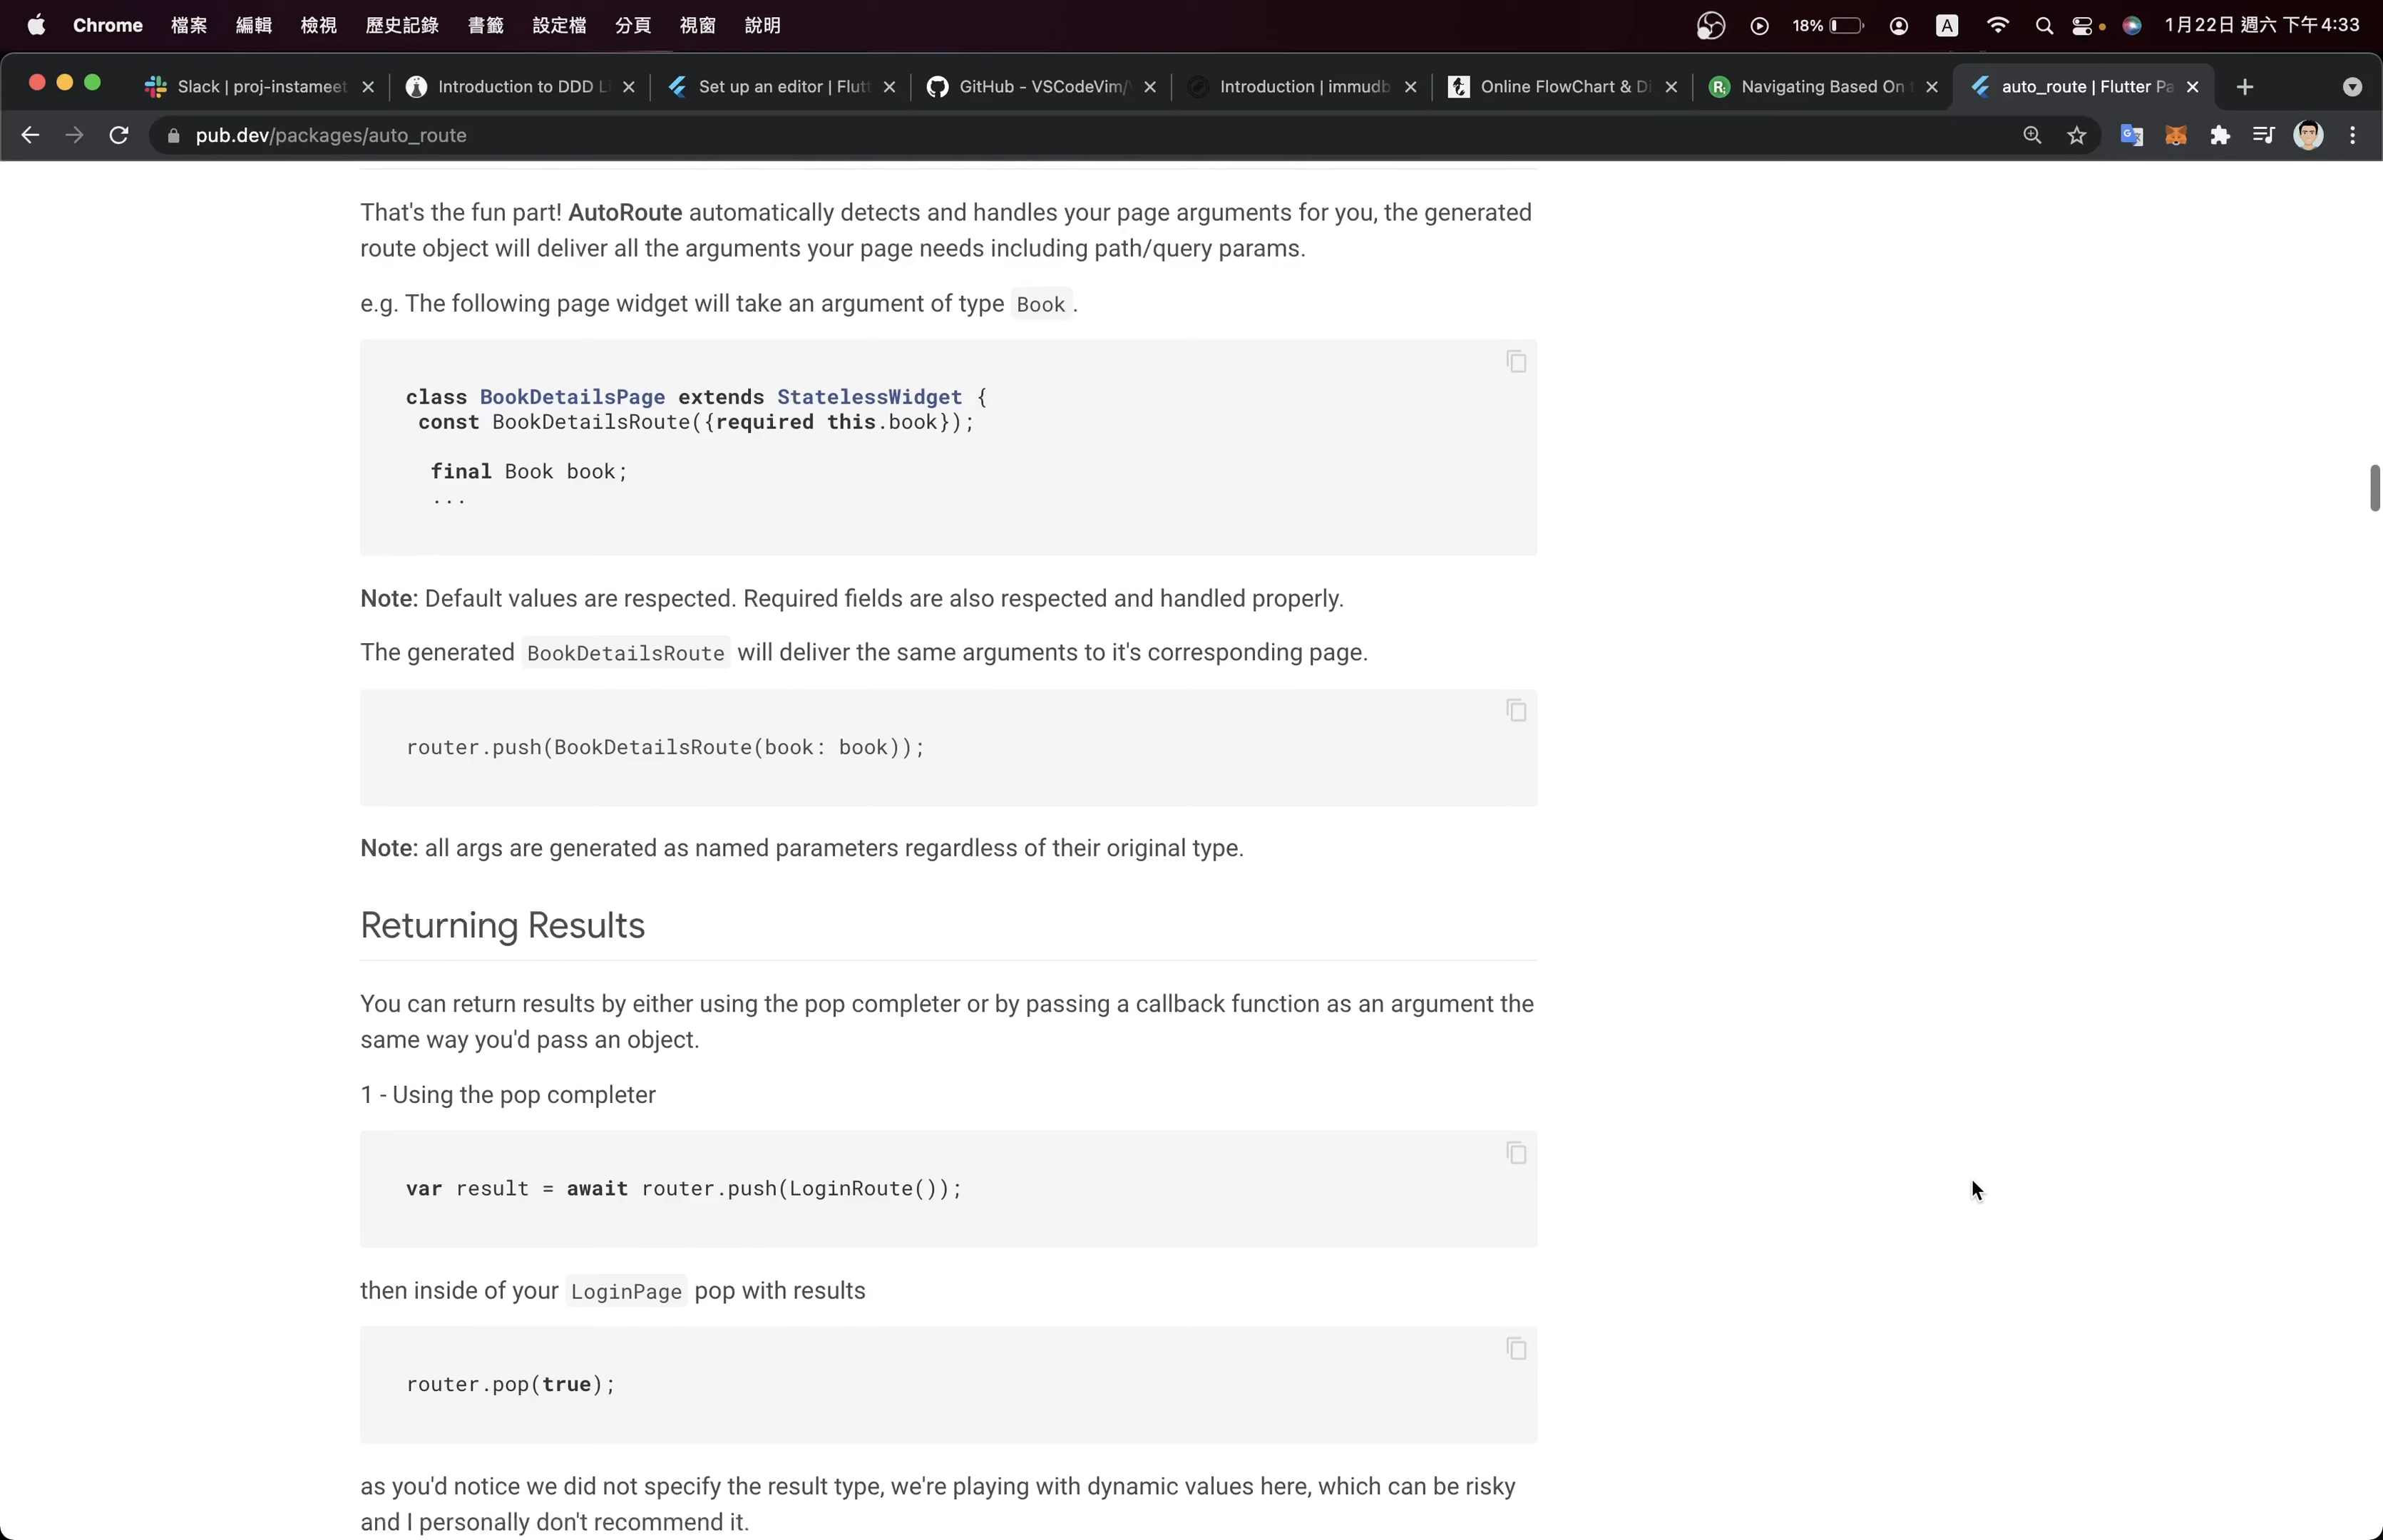 Chrome 檔案 編輯 檢視 歷史記錄 書籤 設定檔 分頁 視窗 說明 18% A 1月22日 週六 下午4:33
Slack | proj-instameet Introduction to DDD Li Set up an editor | Flutt GitHub - VSCodeVim/ Introduction | immudb Online FlowChart & Di Navigating Based On t auto_route | Flutter Pa
pub.dev/packages/auto_route
That's the fun part! AutoRoute automatically detects and handles your page arguments for you, the generated
route object will deliver all the arguments your page needs including path/query params.
e.g. The following page widget will take an argument of type Book .
class BookDetailsPage extends StatelessWidget {
const BookDetailsRoute({required this.book});
final Book book;
...
Note: Default values are respected. Required fields are also respected and handled properly.
The generated BookDetailsRoute will deliver the same arguments to it's corresponding page.
router.push(BookDetailsRoute(book: book));
Note: all args are generated as named parameters regardless of their original type.
Returning Results
You can return results by either using the pop completer or by passing a callback function as an argument the
same way you'd pass an object.
1 - Using the pop completer
var result = await router.push(LoginRoute());
then inside of your LoginPage pop with results
router.pop(true);
as you'd notice we did not specify the result type, we're playing with dynamic values here, which can be risky
and I personally don't recommend it.